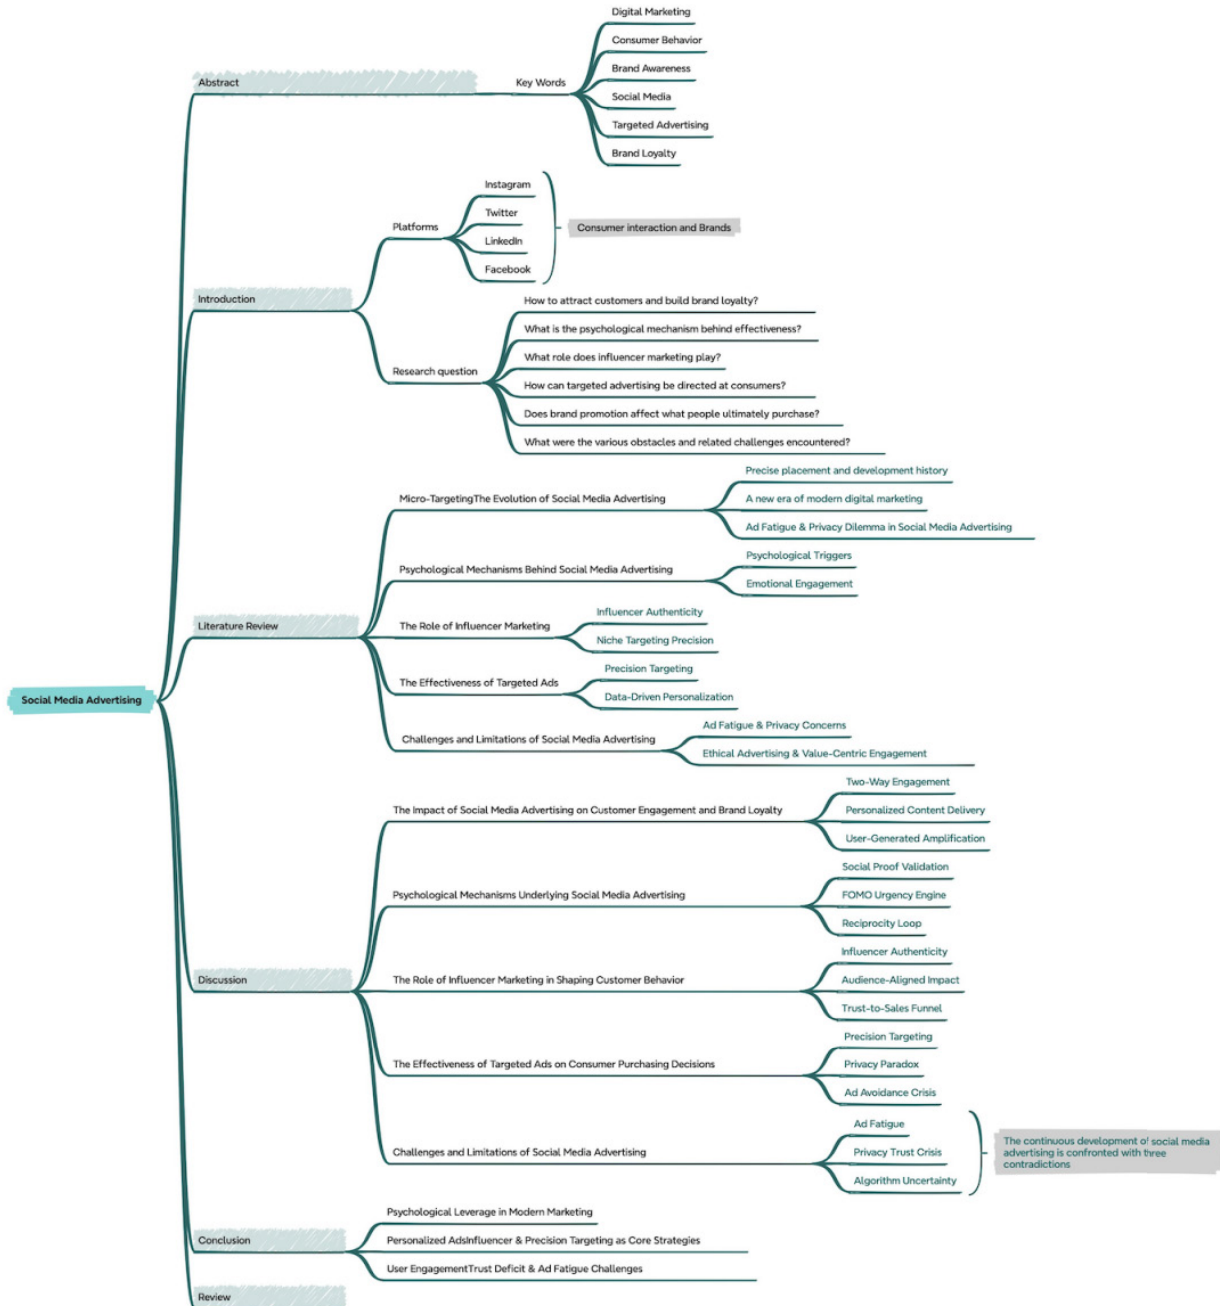 Social Media Advertising
Abstract
Key Words
Digital Marketing
Consumer Behavior
Brand Awareness
Social Media
Targeted Advertising
Brand Loyalty
Introduction
Platforms
Instagram
Twitter
LinkedIn
Facebook
Consumer interaction and Brands
Research question
How to attract customers and build brand loyalty?
What is the psychological mechanism behind effectiveness?
What role does influencer marketing play?
How can targeted advertising be directed at consumers?
Does brand promotion affect what people ultimately purchase?
What were the various obstacles and related challenges encountered?
Literature Review
Micro-TargetingThe Evolution of Social Media Advertising
Precise placement and development history
A new era of modern digital marketing
Ad Fatigue & Privacy Dilemma in Social Media Advertising
Psychological Mechanisms Behind Social Media Advertising
Psychological Triggers
Emotional Engagement
The Role of Influencer Marketing
Influencer Authenticity
Niche Targeting Precision
The Effectiveness of Targeted Ads
Precision Targeting
Data-Driven Personalization
Challenges and Limitations of Social Media Advertising
Ad Fatigue & Privacy Concerns
Ethical Advertising & Value-Centric Engagement
Discussion
The Impact of Social Media Advertising on Customer Engagement and Brand Loyalty
Two-Way Engagement
Personalized Content Delivery
User-Generated Amplification
Psychological Mechanisms Underlying Social Media Advertising
Social Proof Validation
FOMO Urgency Engine
Reciprocity Loop
The Role of Influencer Marketing in Shaping Customer Behavior
Influencer Authenticity
Audience-Aligned Impact
Trust-to-Sales Funnel
The Effectiveness of Targeted Ads on Consumer Purchasing Decisions
Precision Targeting
Privacy Paradox
Ad Avoidance Crisis
Challenges and Limitations of Social Media Advertising
Ad Fatigue
Privacy Trust Crisis
Algorithm Uncertainty
The continuous development of social media
advertising is confronted with three
contradictions
Conclusion
Psychological Leverage in Modern Marketing
Personalized AdsInfluencer & Precision Targeting as Core Strategies
User EngagementTrust Deficit & Ad Fatigue Challenges
Review